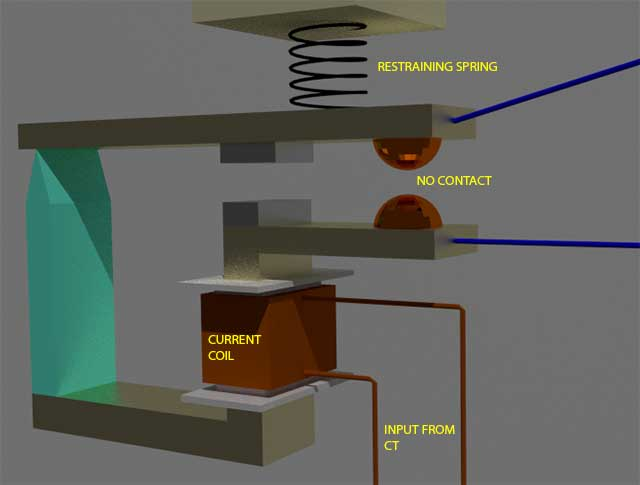 RESTRAINING SPRING
NO CONTACT
CURRENT
COIL
INPUT FROM
CT